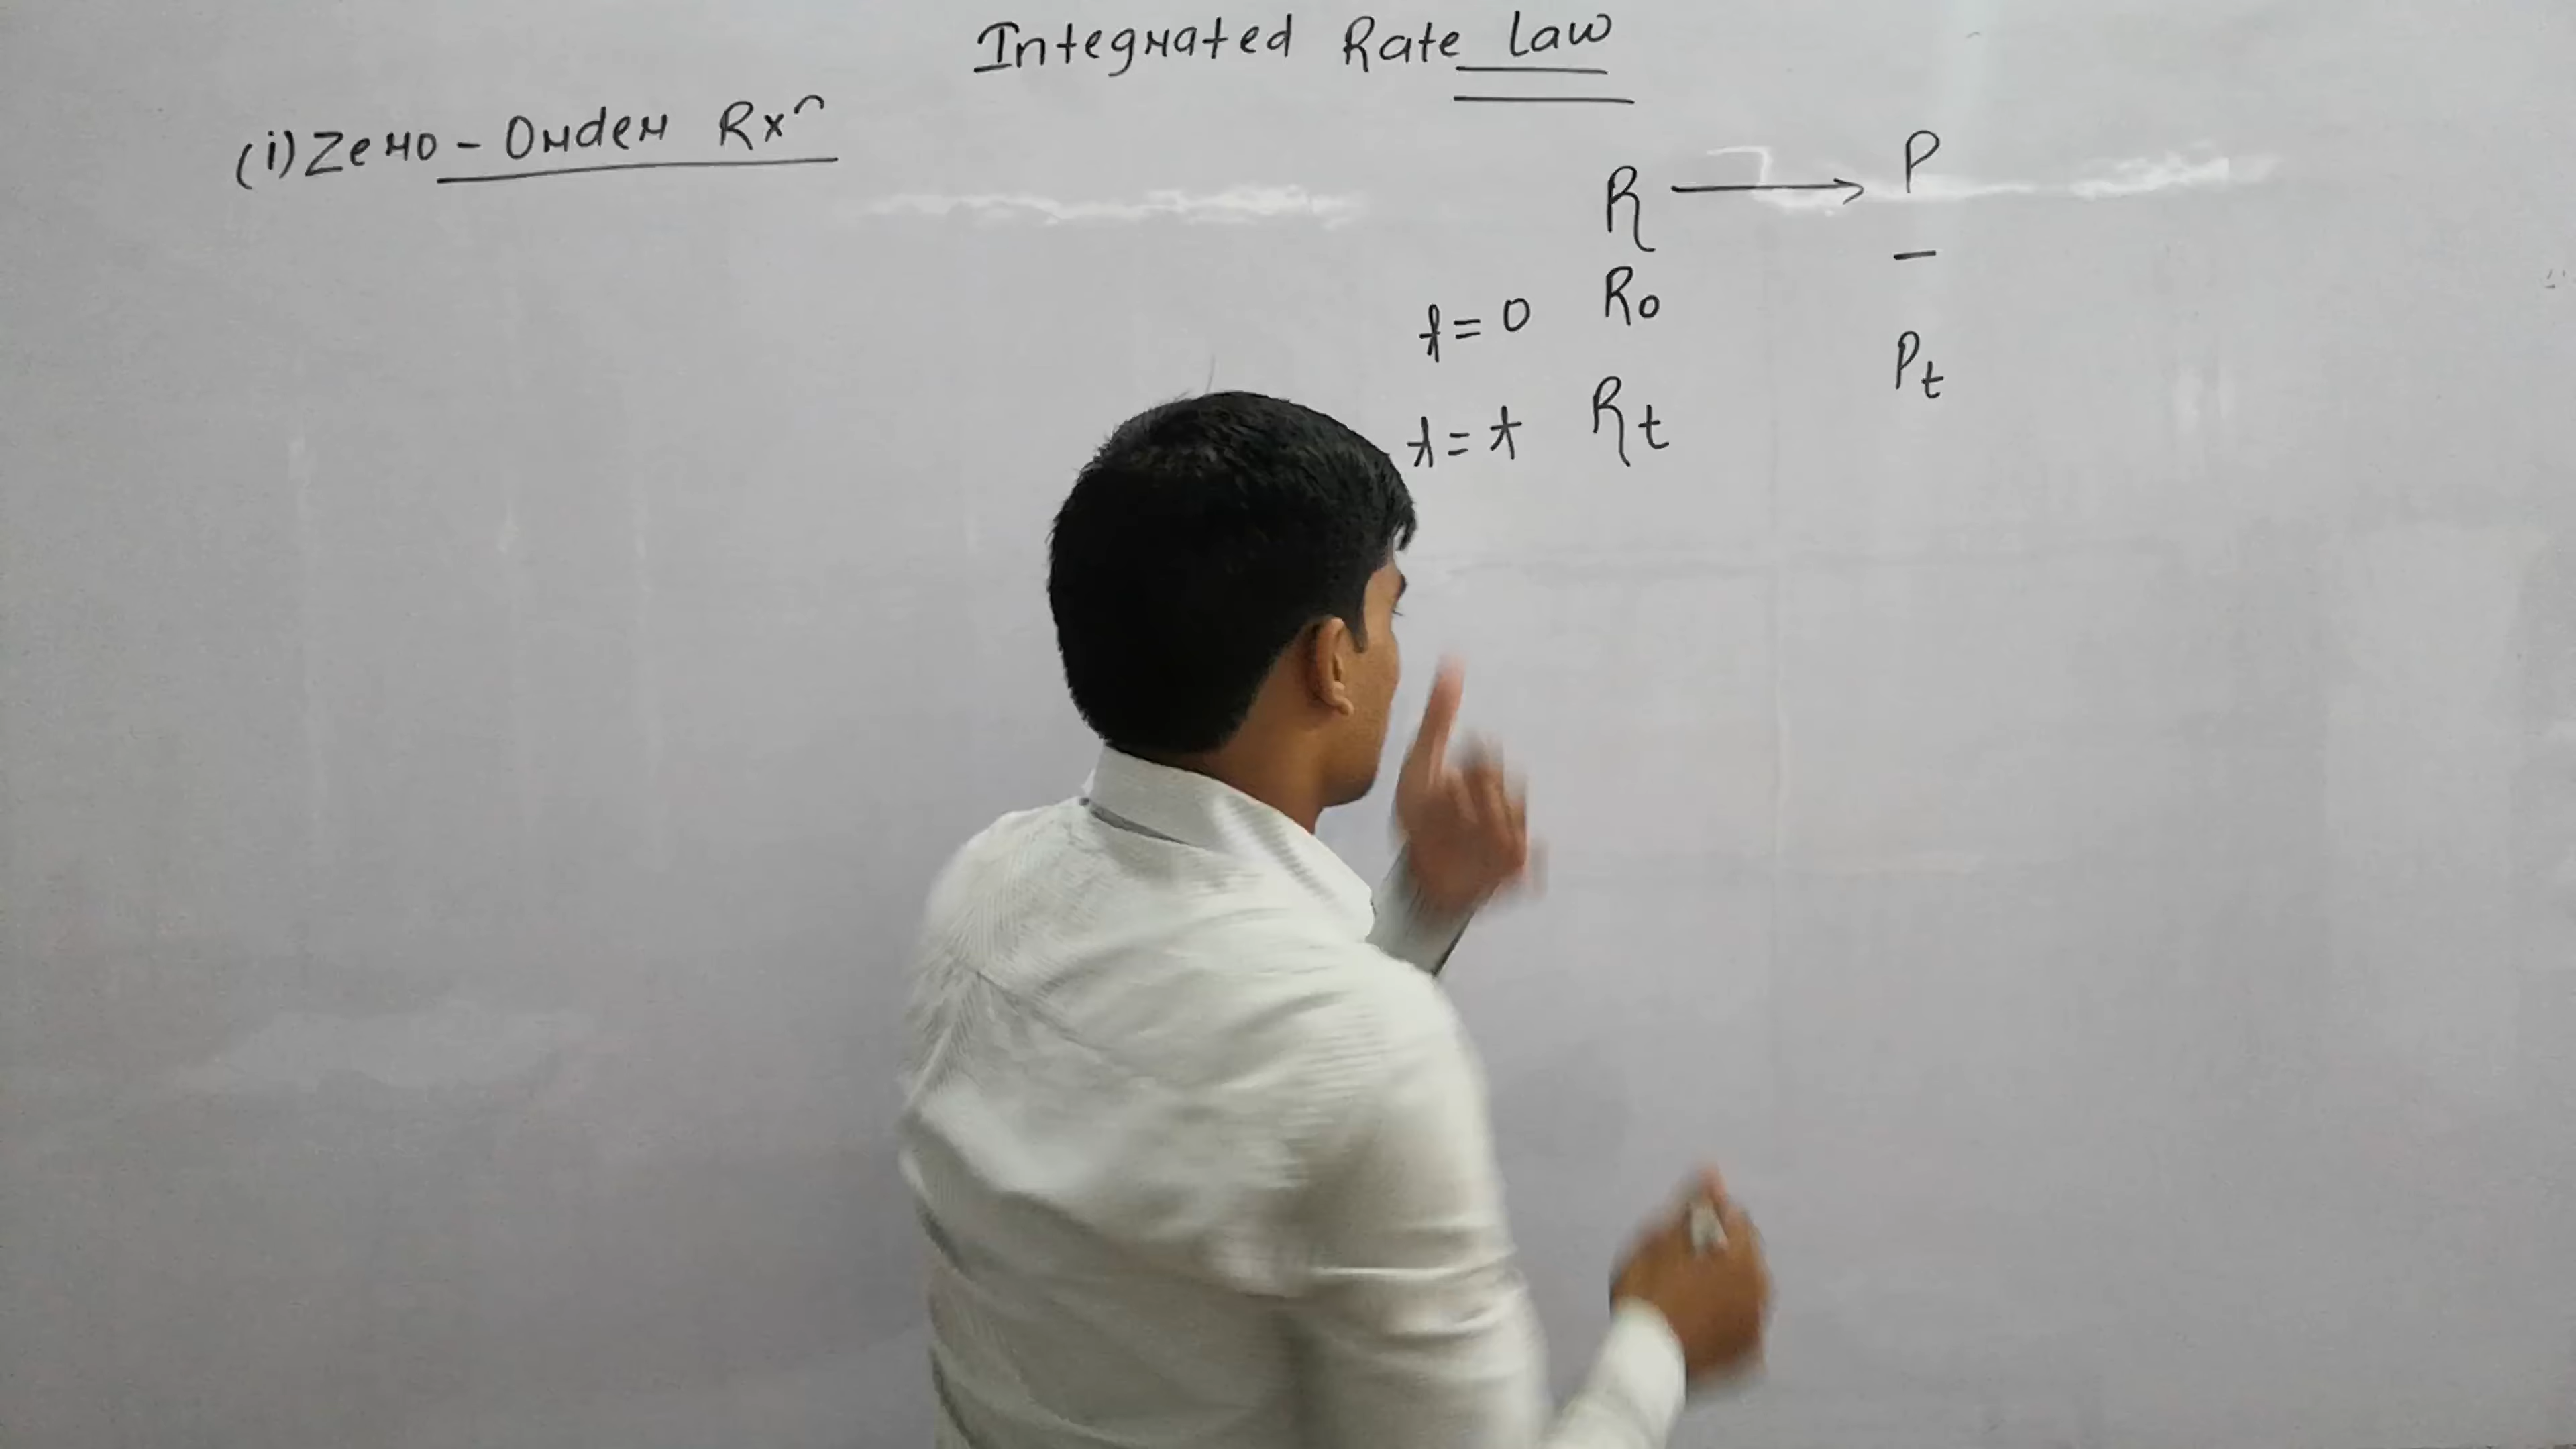 Integrated Rate Law
(i) Zero - Order Rxn
R ⟶ P
t = 0 R0 -
t = t Rt Pt